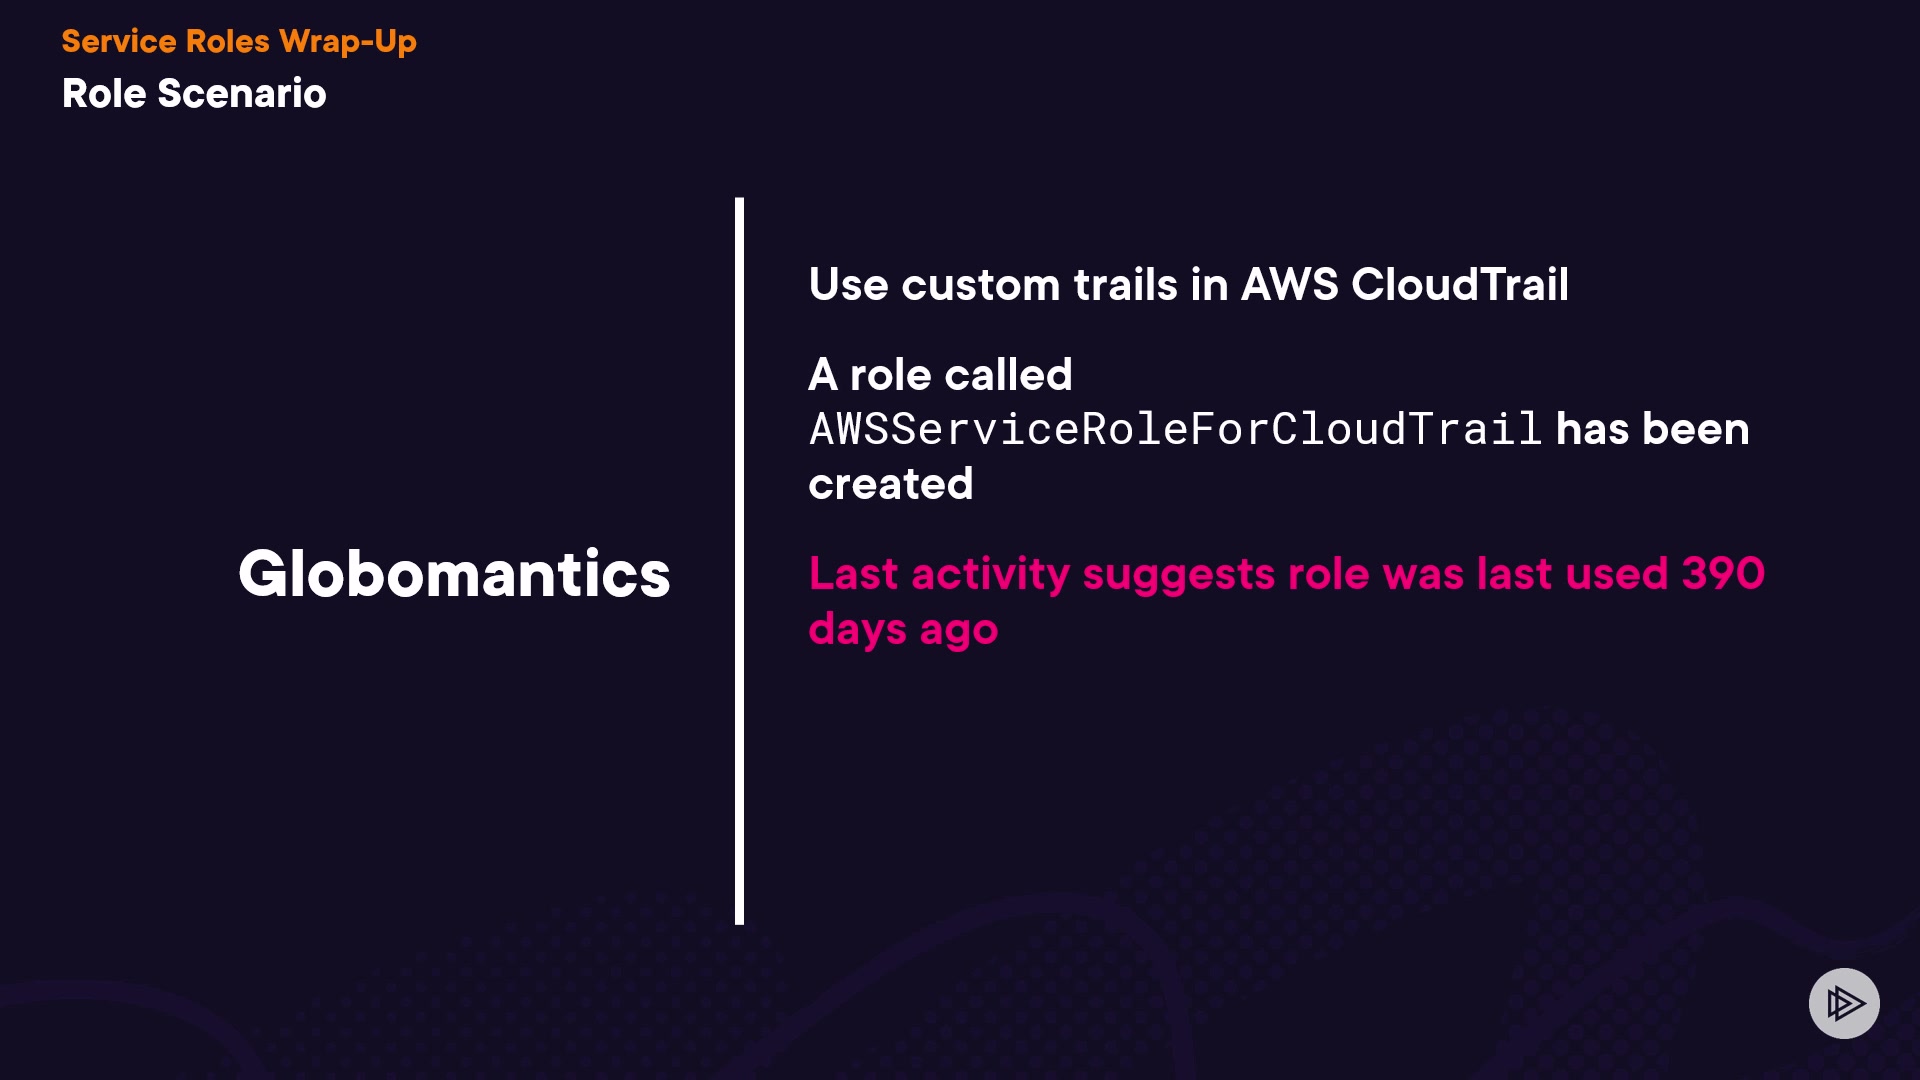 Service Roles Wrap-Up
Role Scenario
Globomantics
Use custom trails in AWS CloudTrail
A role called
AWSServiceRoleForCloudTrail has been
created
Last activity suggests role was last used 390
days ago